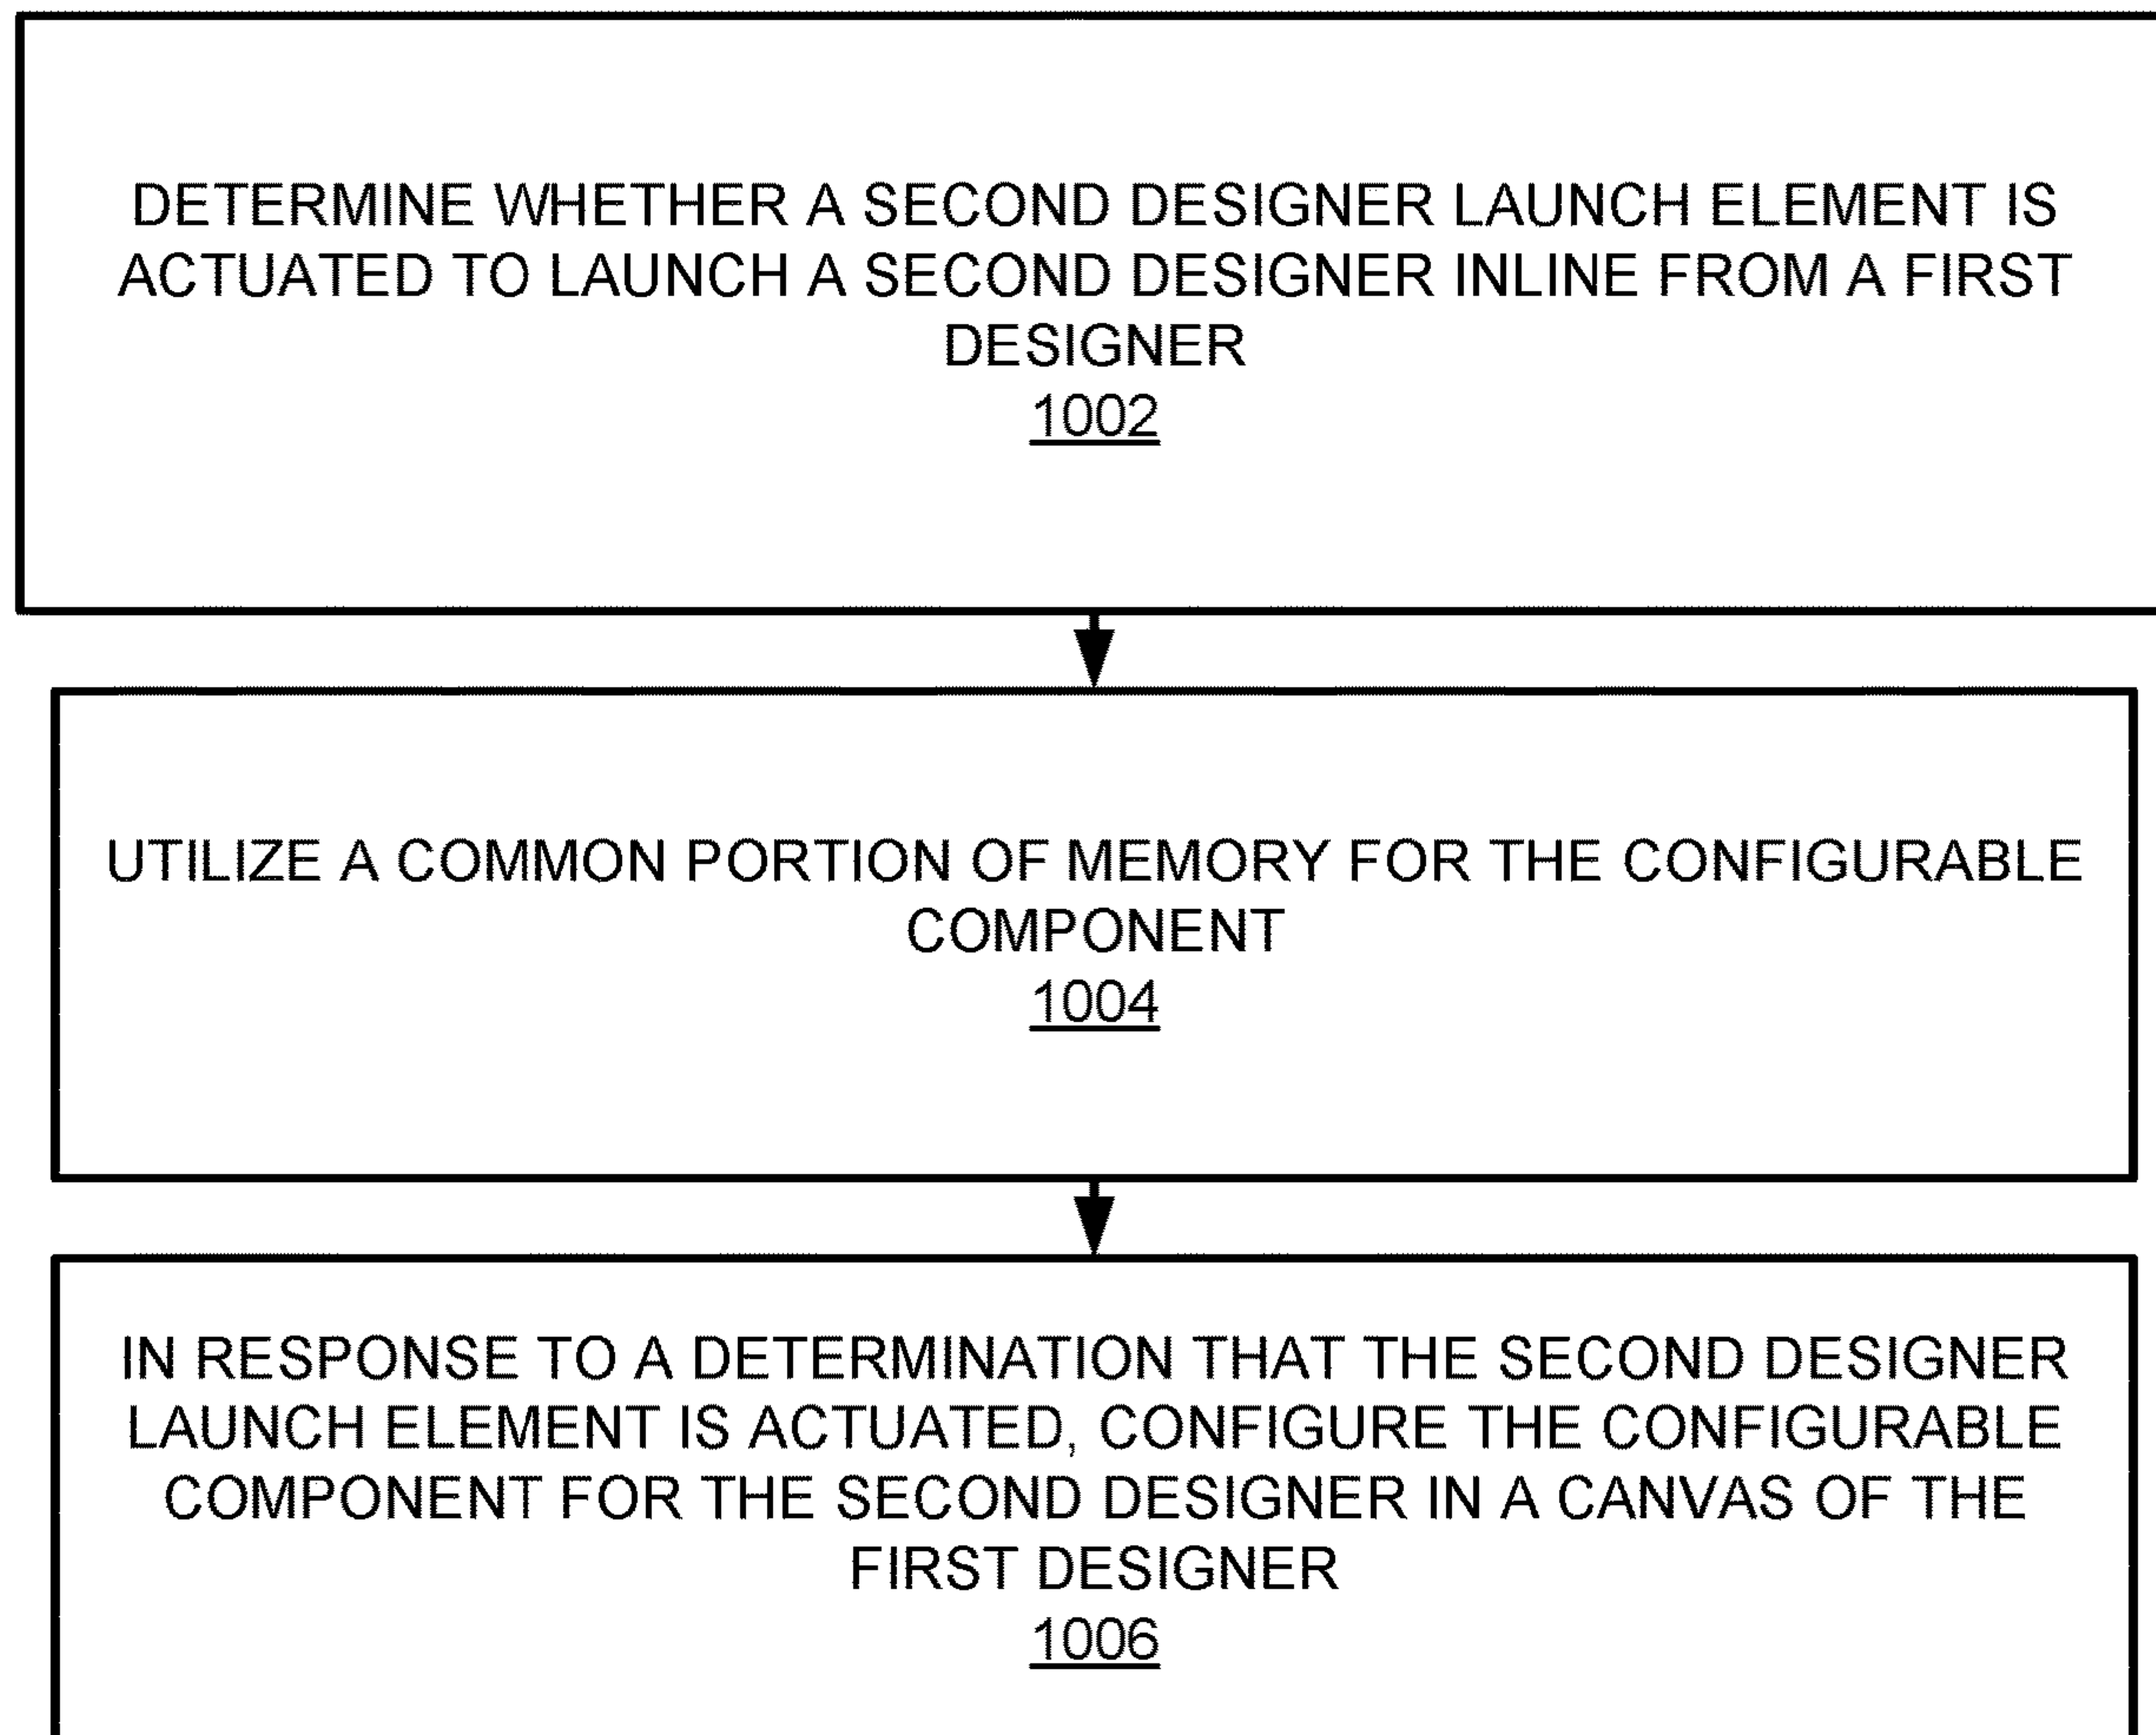 DETERMINE WHETHER A SECOND DESIGNER LAUNCH ELEMENT IS
ACTUATED TO LAUNCH A SECOND DESIGNER INLINE FROM A FIRST
DESIGNER
1002
UTILIZE A COMMON PORTION OF MEMORY FOR THE CONFIGURABLE
COMPONENT
1004
IN RESPONSE TO A DETERMINATION THAT THE SECOND DESIGNER
LAUNCH ELEMENT IS ACTUATED, CONFIGURE THE CONFIGURABLE
COMPONENT FOR THE SECOND DESIGNER IN A CANVAS OF THE
FIRST DESIGNER
1006